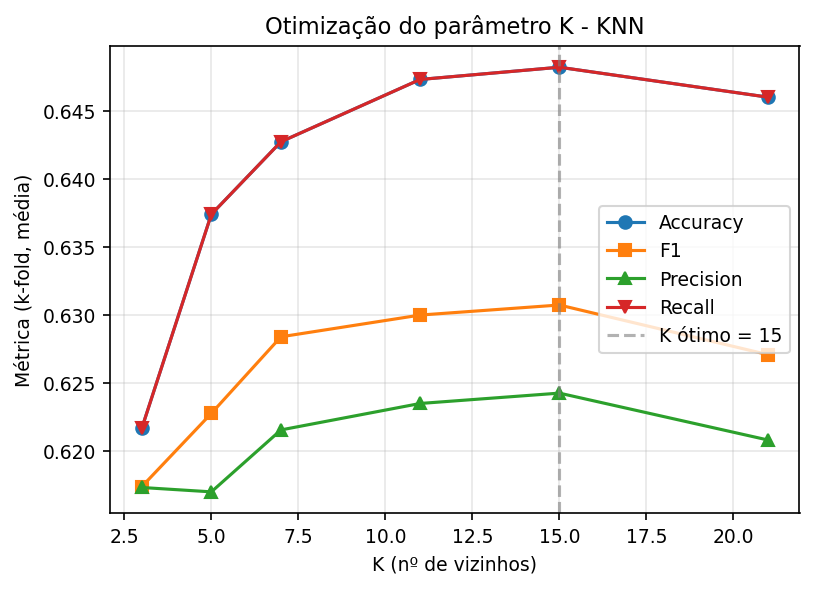 Otimização do parâmetro K - KNN
Métrica (k-fold, média)
0.645
0.640
0.635
0.630
0.625
0.620
Accuracy
F1
Precision
Recall
K ótimo = 15
2.5 5.0 7.5 10.0 12.5 15.0 17.5 20.0
K (nº de vizinhos)